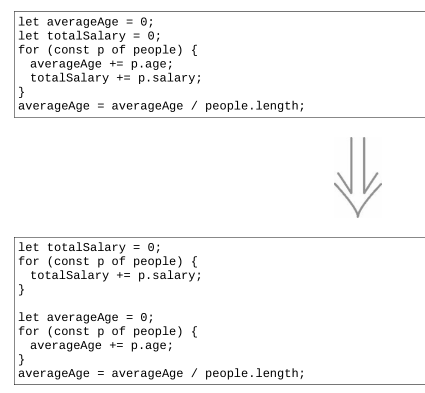 let averageAge = 0;
let totalSalary = 0;
for (const p of people) {
  averageAge += p.age;
  totalSalary += p.salary;
}
averageAge = averageAge / people.length;
let totalSalary = 0;
for (const p of people) {
  totalSalary += p.salary;
}
let averageAge = 0;
for (const p of people) {
  averageAge += p.age;
}
averageAge = averageAge / people.length;